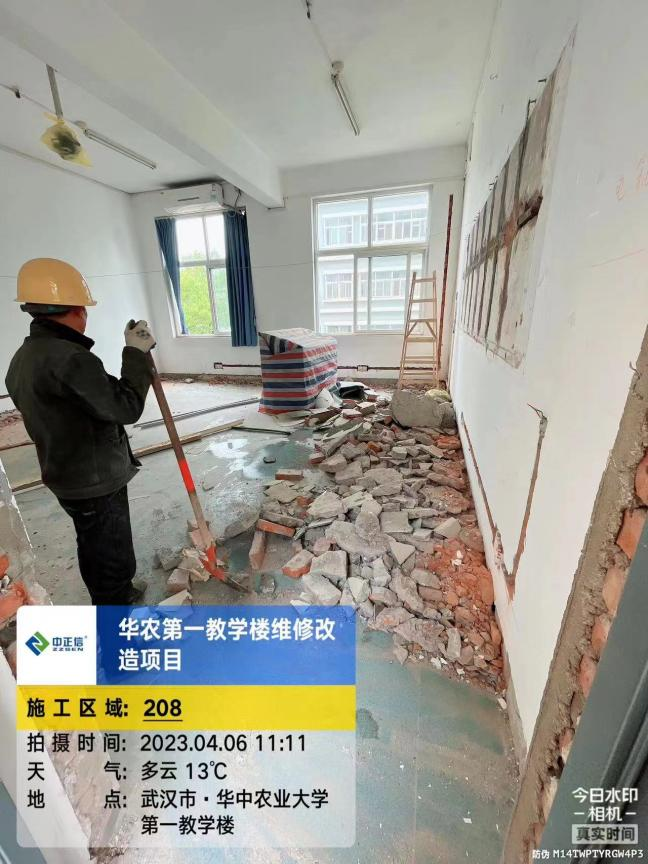 中正信®
ZZSEN
华农第一教学楼维修改
造项目
施工区域: 208
拍摄时间: 2023.04.06 11:11
天气: 多云 13℃
地点: 武汉市·华中农业大学
第一教学楼
今日水印
-相机-
真实时间
防伪 M14TWPTYRGW4P3